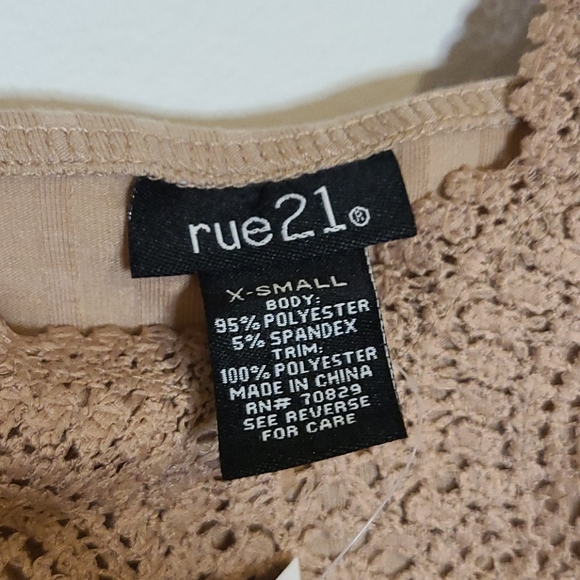 rue21®
X-SMALL
BODY:
95% POLYESTER
5% SPANDEX
TRIM:
100% POLYESTER
MADE IN CHINA
RN# 70829
SEE REVERSE
FOR CARE